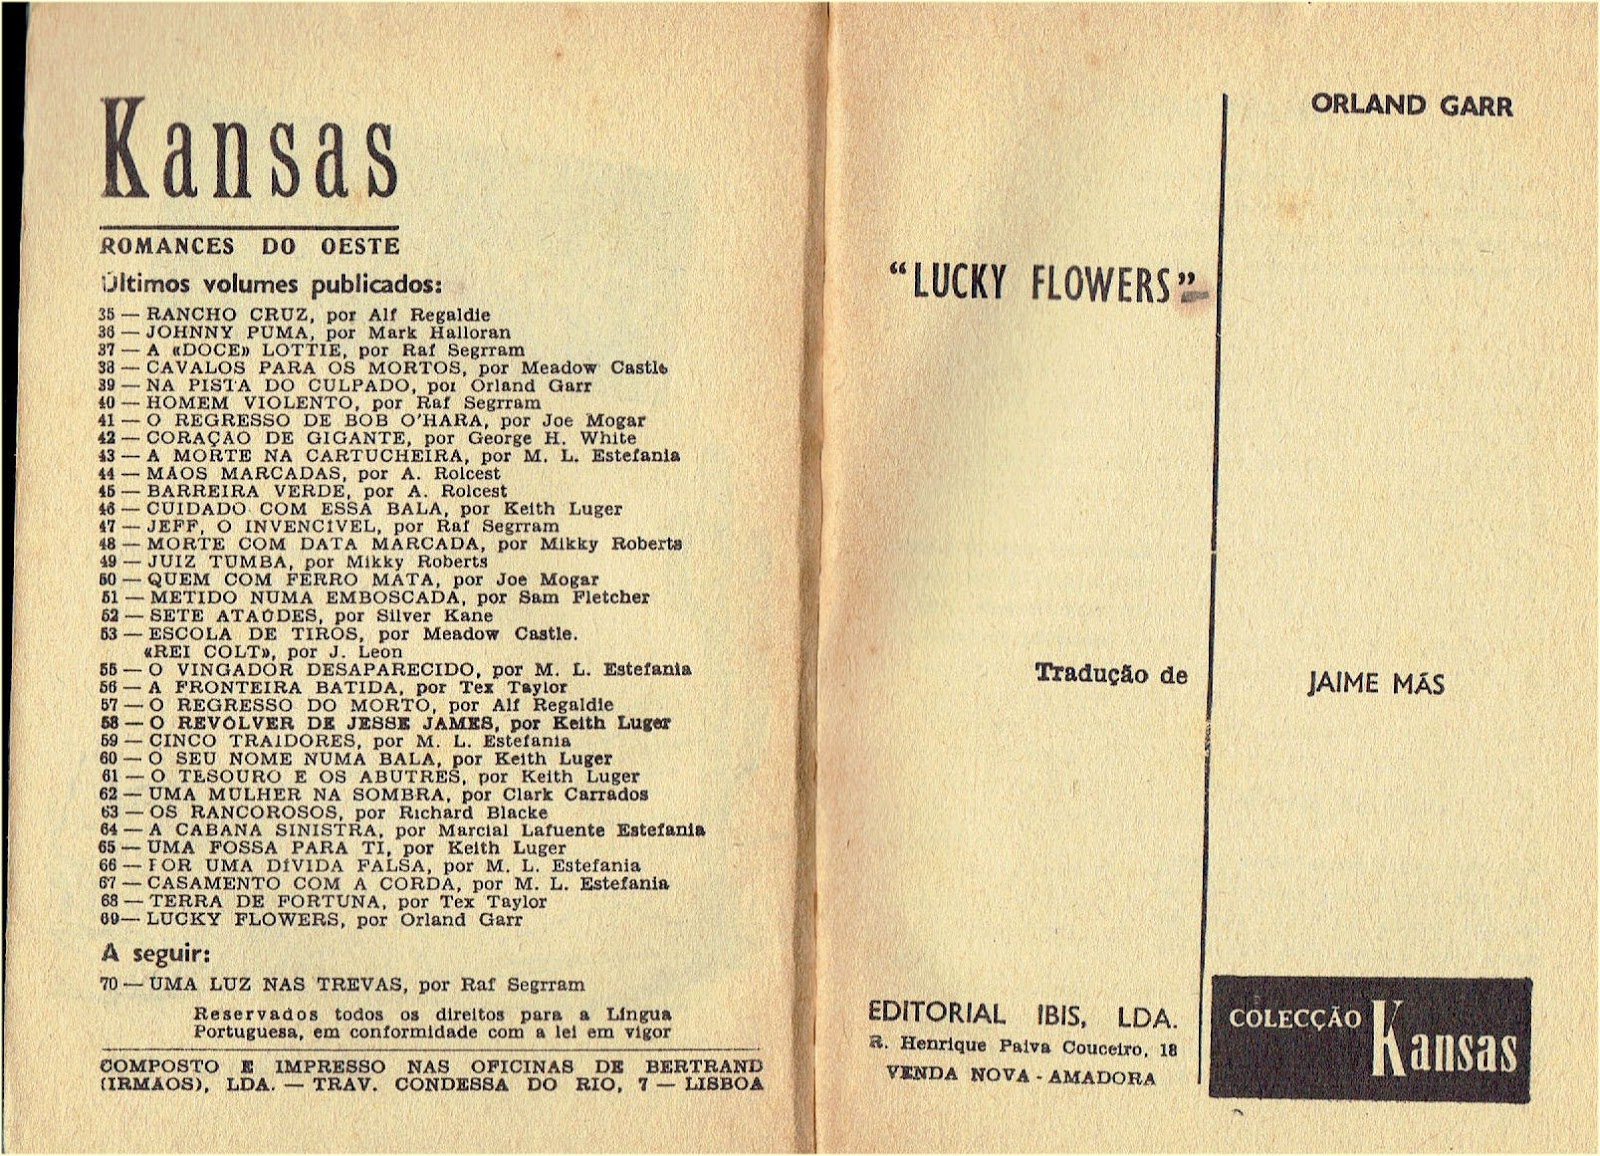 Kansas
ROMANCES DO OESTE
Últimos volumes publicados:
35 — RANCHO CRUZ, por Alf Regaldie
36 — JOHNNY PUMA, por Mark Halloran
37 — A «DOCE» LOTTIE, por Raf Segrram
38 — CAVALOS PARA OS MORTOS, por Meadow Castle
39 — NA PISTA DO CULPADO, por Orland Garr
40 — HOMEM VIOLENTO, por Raf Segrram
41 — O REGRESSO DE BOB O'HARA, por Joe Mogar
42 — CORAÇÃO DE GIGANTE, por George H. White
43 — A MORTE NA CARTUCHEIRA, por M. L. Estefania
44 — MÃOS MARCADAS, por A. Rolcest
45 — BARREIRA VERDE, por A. Rolcest
46 — CUIDADO COM ESSA BALA, por Keith Luger
47 — JEFF, O INVENCÍVEL, por Raf Segrram
48 — MORTE COM DATA MARCADA, por Mikky Roberts
49 — JUIZ TUMBA, por Mikky Roberts
50 — QUEM COM FERRO MATA, por Joe Mogar
51 — METIDO NUMA EMBOSCADA, por Sam Fletcher
52 — SETE ATAÚDES, por Silver Kane
53 — ESCOLA DE TIROS, por Meadow Castle.
«REI COLT», por J. Leon
55 — O VINGADOR DESAPARECIDO, por M. L. Estefania
56 — A FRONTEIRA BATIDA, por Tex Taylor
57 — O REGRESSO DO MORTO, por Alf Regaldie
58 — O REVÓLVER DE JESSE JAMES, por Keith Luger
59 — CINCO TRAIDORES, por M. L. Estefania
60 — O SEU NOME NUMA BALA, por Keith Luger
61 — O TESOURO E OS ABUTRES, por Keith Luger
62 — UMA MULHER NA SOMBRA, por Clark Carrados
63 — OS RANCOROSOS, por Richard Blacke
64 — A CABANA SINISTRA, por Marcial Lafuente Estefania
65 — UMA FOSSA PARA TI, por Keith Luger
66 — POR UMA DÍVIDA FALSA, por M. L. Estefania
67 — CASAMENTO COM A CORDA, por M. L. Estefania
68 — TERRA DE FORTUNA, por Tex Taylor
69 — LUCKY FLOWERS, por Orland Garr
A seguir:
70 — UMA LUZ NAS TREVAS, por Raf Segrram
Reservados todos os direitos para a Língua
Portuguesa, em conformidade com a lei em vigor
COMPOSTO E IMPRESSO NAS OFICINAS DE BERTRAND
(IRMÃOS), LDA. — TRAV. CONDESSA DO RIO, 7 — LISBOA
ORLAND GARR
"LUCKY FLOWERS"
Tradução de
JAIME MÁS
EDITORIAL IBIS, LDA.
R. Henrique Paiva Couceiro, 18
VENDA NOVA - AMADORA
COLECÇÃO Kansas